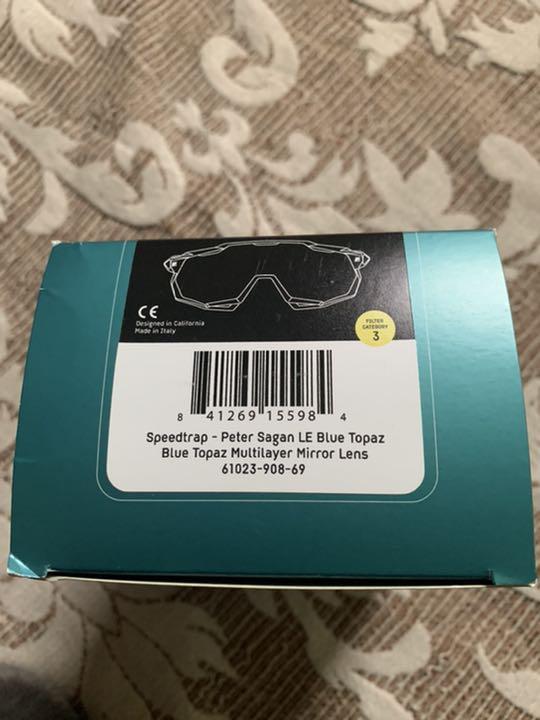 CE
Designed in California
Made in Italy
FILTER
CATEGORY
3
8 41269 15598 4
Speedtrap - Peter Sagan LE Blue Topaz
Blue Topaz Multilayer Mirror Lens
61023-908-69